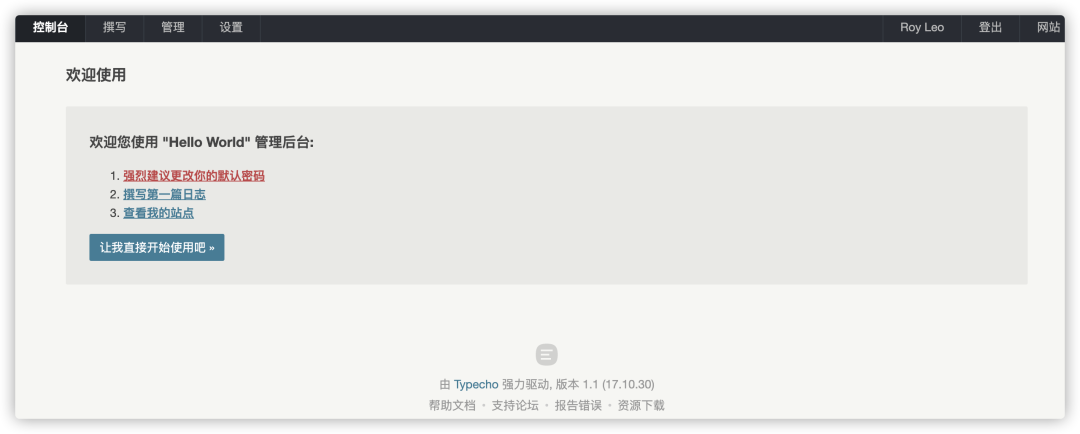 控制台 撰写 管理 设置 Roy Leo 登出 网站
欢迎使用
欢迎您使用 "Hello World" 管理后台:
1. 强烈建议更改你的默认密码
2. 撰写第一篇日志
3. 查看我的站点
让我直接开始使用吧 »
由 Typecho 强力驱动, 版本 1.1 (17.10.30)
帮助文档 • 支持论坛 • 报告错误 • 资源下载